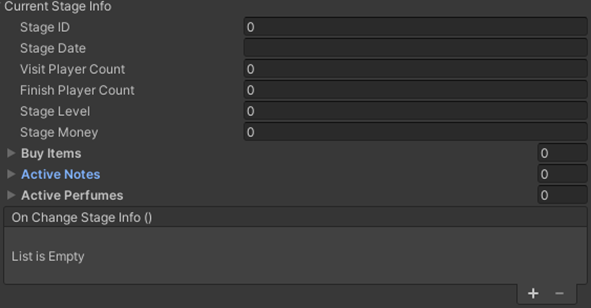 Current Stage Info
Stage ID 0
Stage Date
Visit Player Count 0
Finish Player Count 0
Stage Level 0
Stage Money 0
Buy Items 0
Active Notes 0
Active Perfumes 0
On Change Stage Info ()
List is Empty
+ −